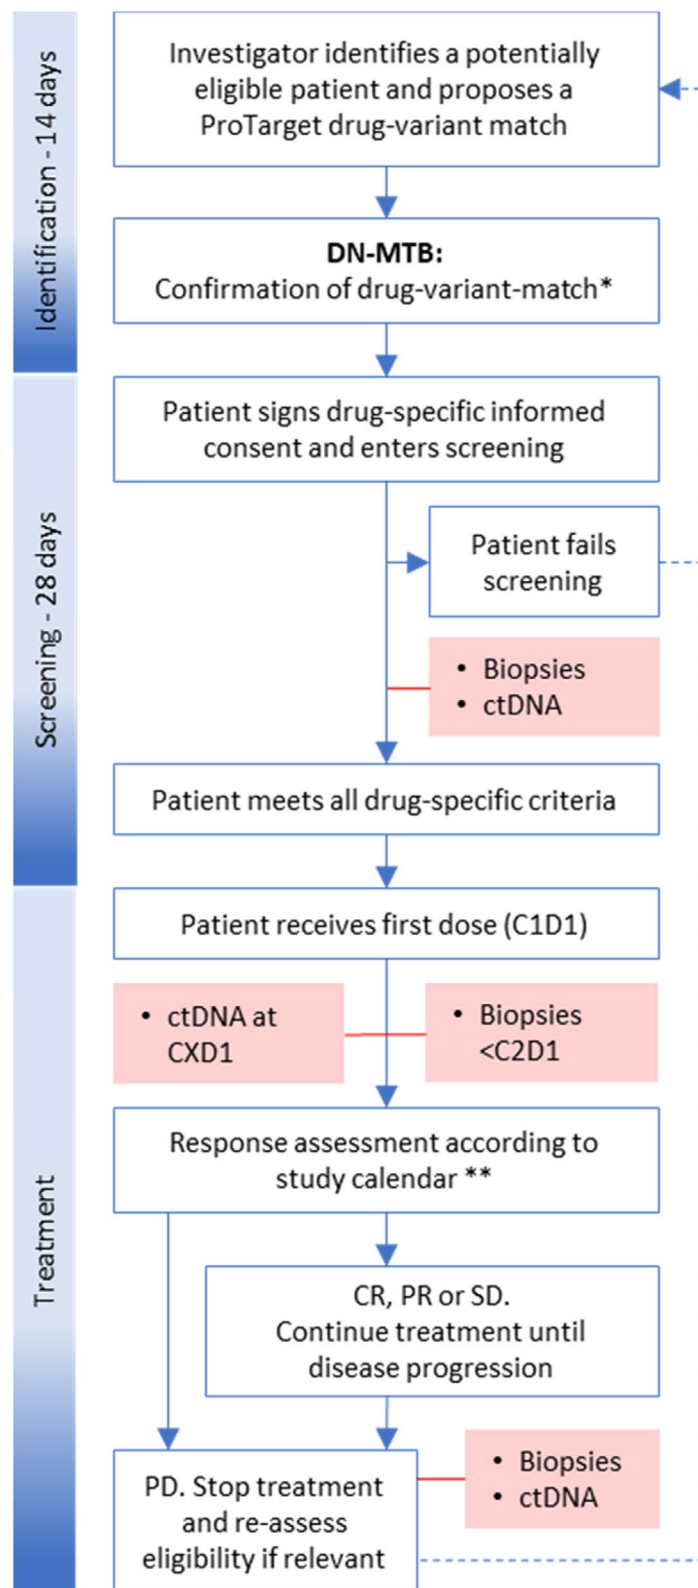 Identification - 14 days
Investigator identifies a potentially
eligible patient and proposes a
ProTarget drug-variant match
DN-MTB:
Confirmation of drug-variant-match*
Screening - 28 days
Patient signs drug-specific informed
consent and enters screening
Patient fails
screening
• Biopsies
• ctDNA
Patient meets all drug-specific criteria
Treatment
Patient receives first dose (C1D1)
• ctDNA at
CXD1
• Biopsies
<C2D1
Response assessment according to
study calendar **
CR, PR or SD.
Continue treatment until
disease progression
PD. Stop treatment
and re-assess
eligibility if relevant
• Biopsies
• ctDNA